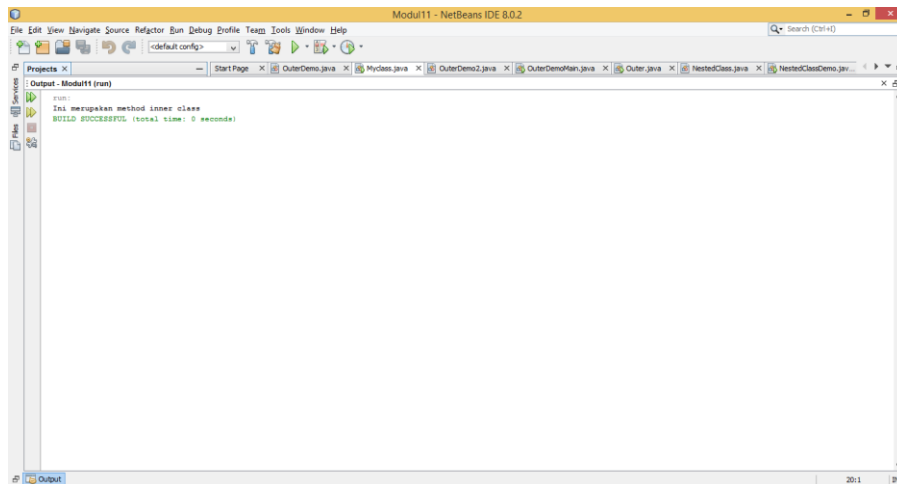 Modul11 - NetBeans IDE 8.0.2
File Edit View Navigate Source Refactor Run Debug Profile Team Tools Window Help
Search (Ctrl+I)
<default config>
Projects
Start Page OuterDemo.java Myclass.java OuterDemo2.java OuterDemoMain.java Outer.java NestedClass.java NestedClassDemo.jav...
Services
Files
Output - Modul11 (run)
run:
Ini merupakan method inner class
BUILD SUCCESSFUL (total time: 0 seconds)
Output
20:1